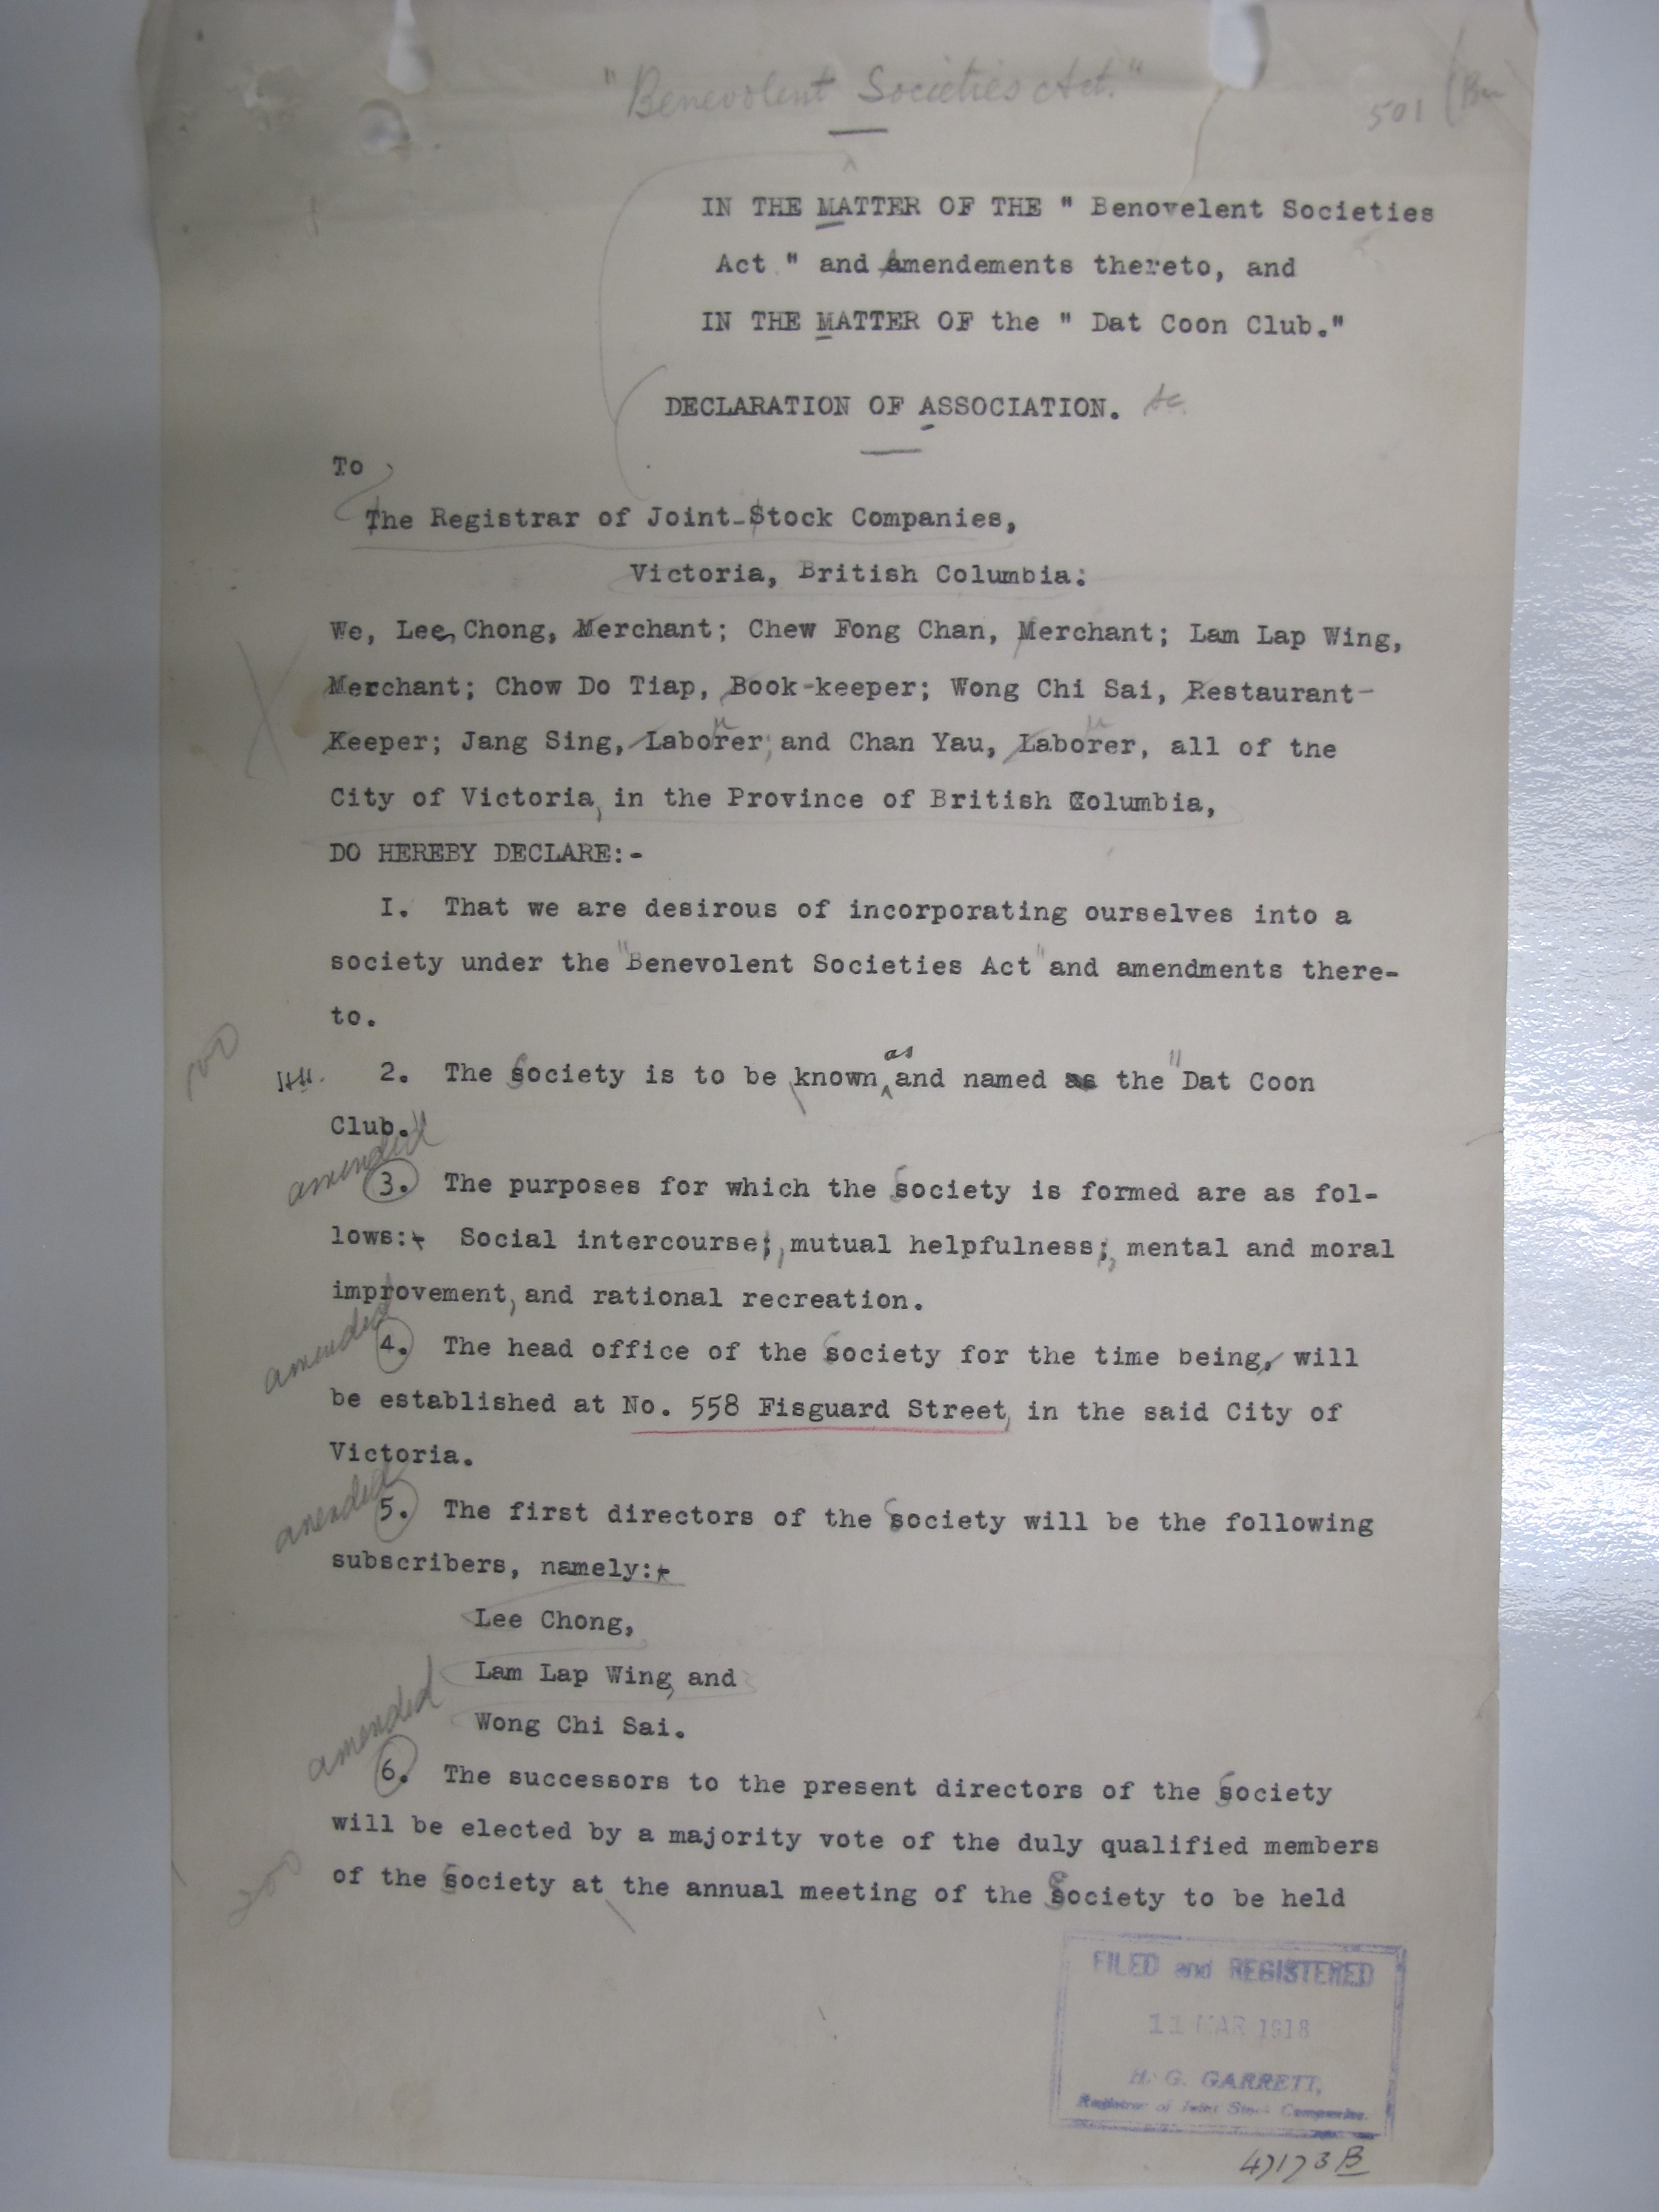 "Benevolent Societies Act."
501 (Ben
IN THE MATTER OF THE " Benovelent Societies
Act " and Amendements thereto, and
IN THE MATTER OF the " Dat Coon Club."
DECLARATION OF ASSOCIATION.
To
The Registrar of Joint-Stock Companies,
Victoria, British Columbia:
We, Lee Chong, Merchant; Chew Fong Chan, Merchant; Lam Lap Wing,
Merchant; Chow Do Tiap, Book-keeper; Wong Chi Sai, Restaurant-
Keeper; Jang Sing, Laborer; and Chan Yau, Laborer, all of the
City of Victoria, in the Province of British Columbia,
DO HEREBY DECLARE:-
I. That we are desirous of incorporating ourselves into a
society under the "Benevolent Societies Act" and amendments there-
to.
2. The Society is to be known as and named as the "Dat Coon
Club."
amended
3. The purposes for which the Society is formed are as fol-
lows:- Social intercourse; mutual helpfulness; mental and moral
improvement, and rational recreation.
amended
4. The head office of the Society for the time being, will
be established at No. 558 Fisguard Street, in the said City of
Victoria.
amended
5. The first directors of the Society will be the following
subscribers, namely:-
Lee Chong,
Lam Lap Wing, and
Wong Chi Sai.
amended
6. The successors to the present directors of the Society
will be elected by a majority vote of the duly qualified members
of the Society at the annual meeting of the Society to be held
200
FILED and REGISTERED
11 MAR 1918
H. G. GARRETT,
Registrar of Joint Stock Companies.
47173B